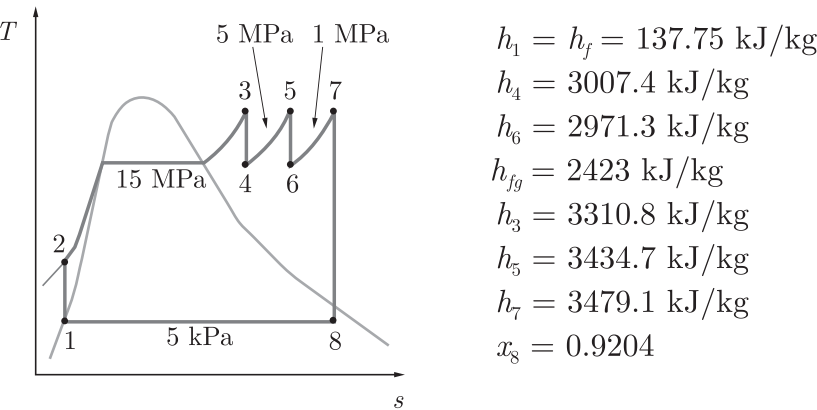 T
5 MPa 1 MPa
3 5 7
15 MPa
4 6
2
5 kPa
1 8
s
h₁ = h_f = 137.75 kJ/kg
h₄ = 3007.4 kJ/kg
h₆ = 2971.3 kJ/kg
h_fg = 2423 kJ/kg
h₃ = 3310.8 kJ/kg
h₅ = 3434.7 kJ/kg
h₇ = 3479.1 kJ/kg
x₈ = 0.9204